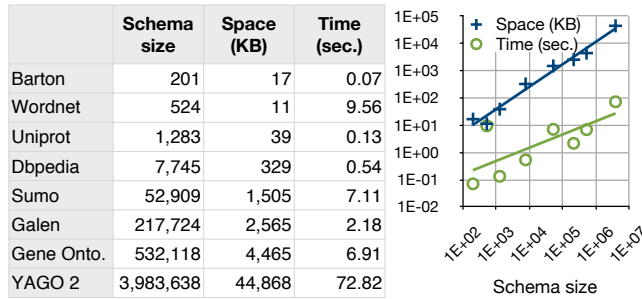 Schema size Space (KB) Time (sec.)
Barton 201 17 0.07
Wordnet 524 11 9.56
Uniprot 1,283 39 0.13
Dbpedia 7,745 329 0.54
Sumo 52,909 1,505 7.11
Galen 217,724 2,565 2.18
Gene Onto. 532,118 4,465 6.91
YAGO 2 3,983,638 44,868 72.82
1E+05
1E+04
1E+03
1E+02
1E+01
1E+00
1E-01
1E-02
Space (KB)
Time (sec.)
1E+02 1E+03 1E+04 1E+05 1E+06 1E+07
Schema size